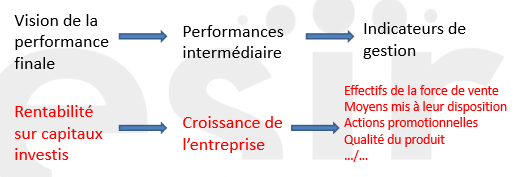 Vision de la
performance
finale
Performances
intermédiaire
Indicateurs de
gestion
Rentabilité
sur capitaux
investis
Croissance de
l'entreprise
Effectifs de la force de vente
Moyens mis à leur disposition
Actions promotionnelles
Qualité du produit
.../...
esir